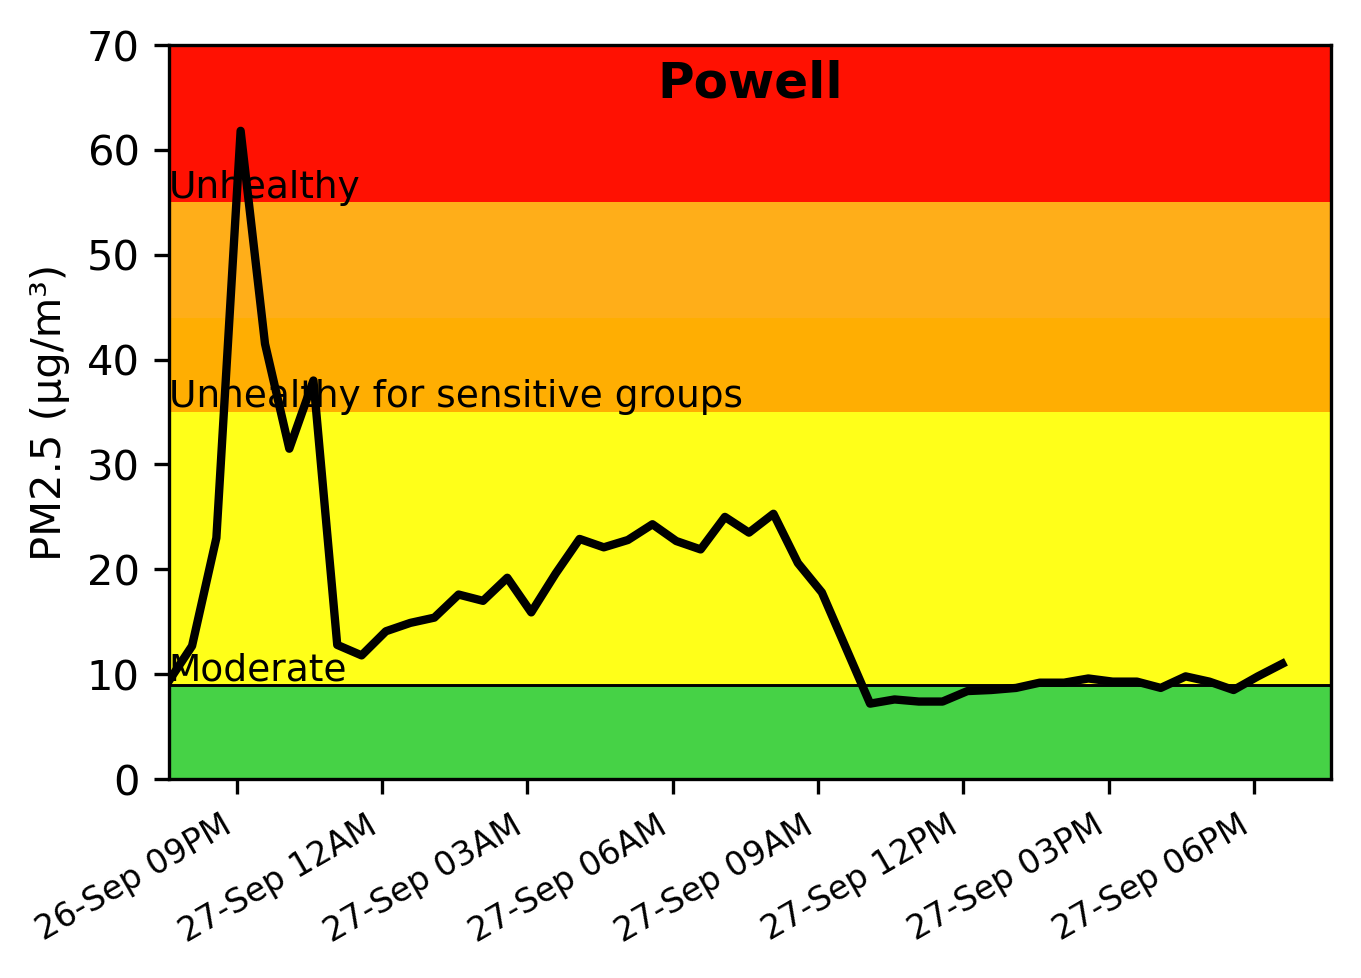 Powell
70
60
50
40
30
20
10
0
PM2.5 (µg/m³)
Unhealthy
Unhealthy for sensitive groups
Moderate
26-Sep 09PM
27-Sep 12AM
27-Sep 03AM
27-Sep 06AM
27-Sep 09AM
27-Sep 12PM
27-Sep 03PM
27-Sep 06PM